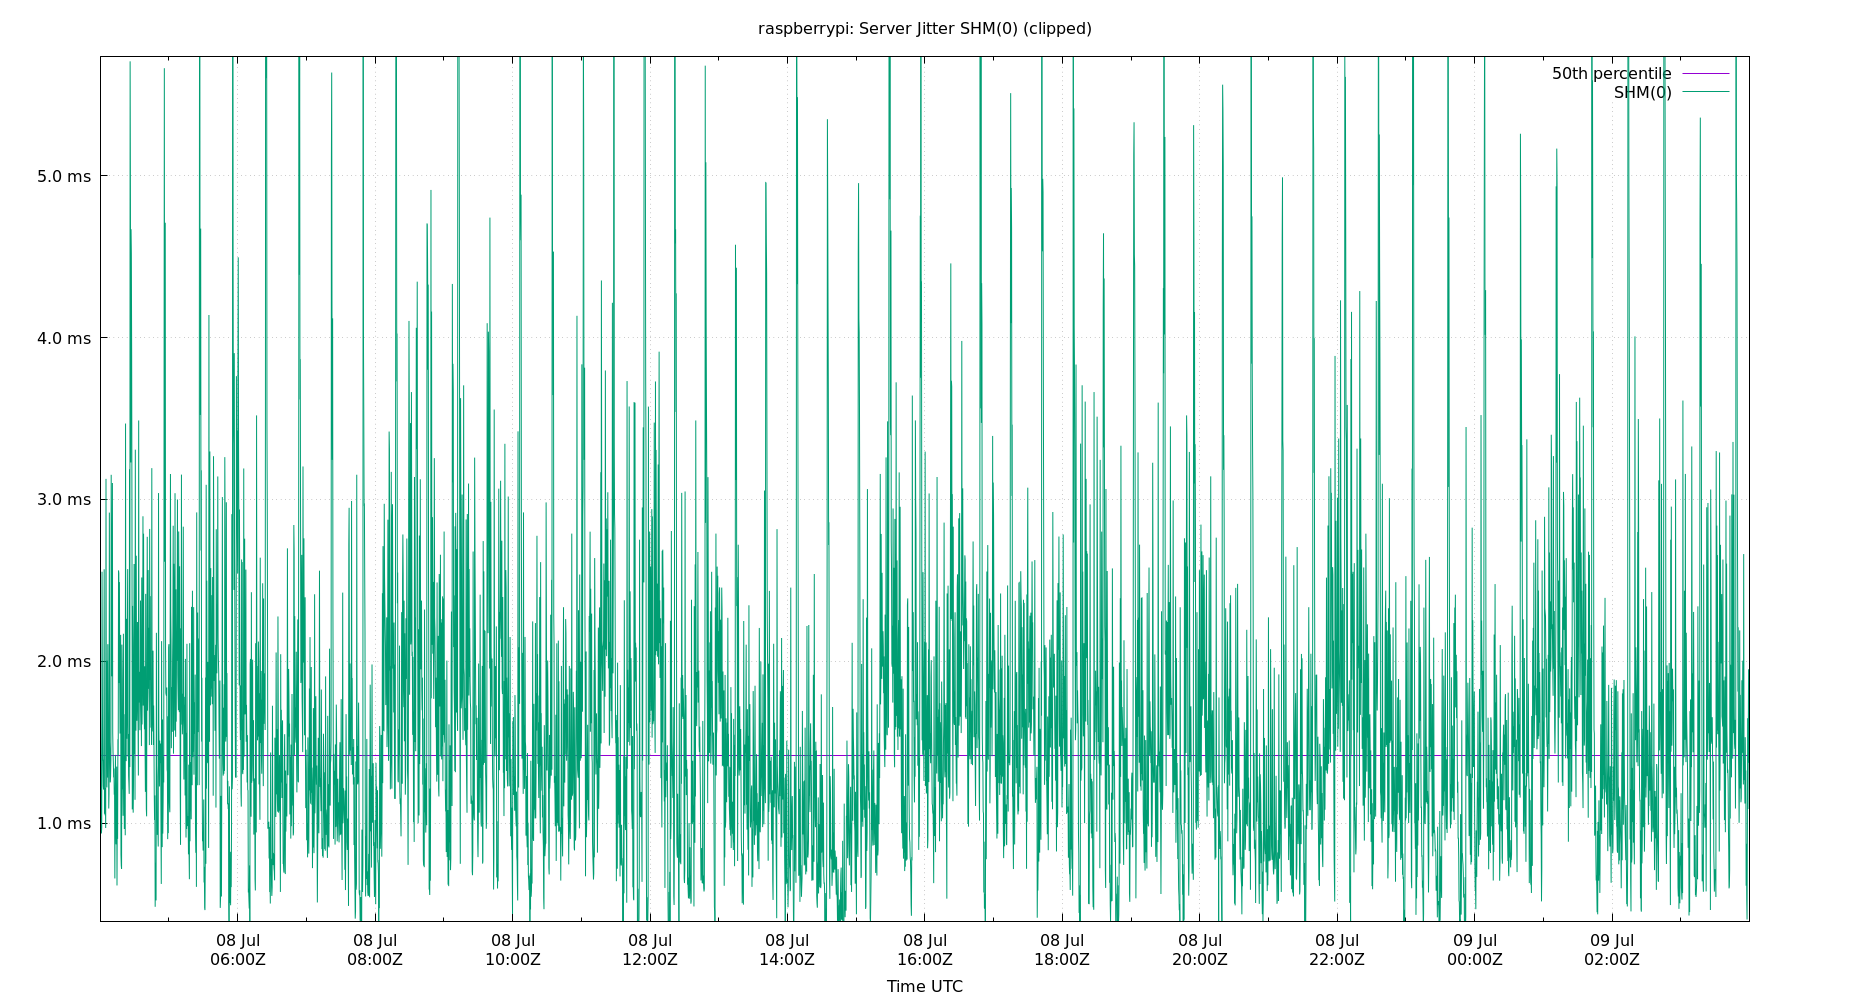 raspberrypi: Server Jitter SHM(0) (clipped)
50th percentile
SHM(0)
5.0 ms
4.0 ms
3.0 ms
2.0 ms
1.0 ms
08 Jul 08 Jul 08 Jul 08 Jul 08 Jul 08 Jul 08 Jul 08 Jul 08 Jul 09 Jul 09 Jul
06:00Z 08:00Z 10:00Z 12:00Z 14:00Z 16:00Z 18:00Z 20:00Z 22:00Z 00:00Z 02:00Z
Time UTC